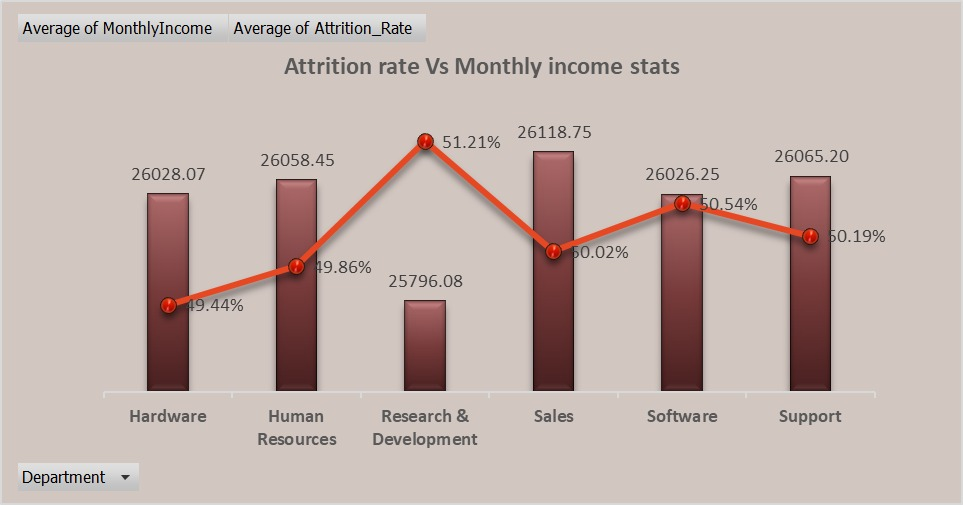 Average of MonthlyIncome Average of Attrition_Rate
Attrition rate Vs Monthly income stats
26028.07
26058.45
51.21%
26118.75
26026.25
26065.20
49.44%
49.86%
25796.08
50.02%
50.54%
50.19%
Hardware
Human
Resources
Research &
Development
Sales
Software
Support
Department